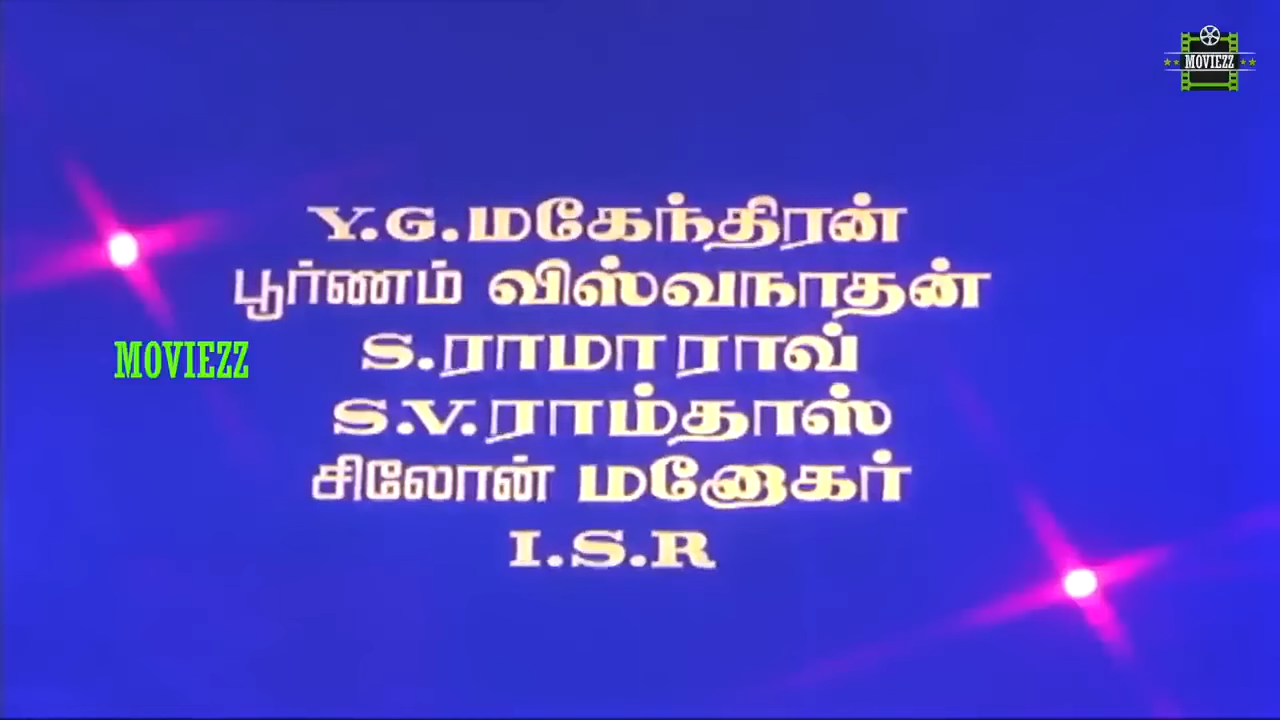 MOVIEZZ
Y.G.மகேந்திரன்
பூர்ணம் விஸ்வநாதன்
S.ராமாராவ்
MOVIEZZ
S.V.ராம்தாஸ்
சிலோன் மனோகர்
I.S.R